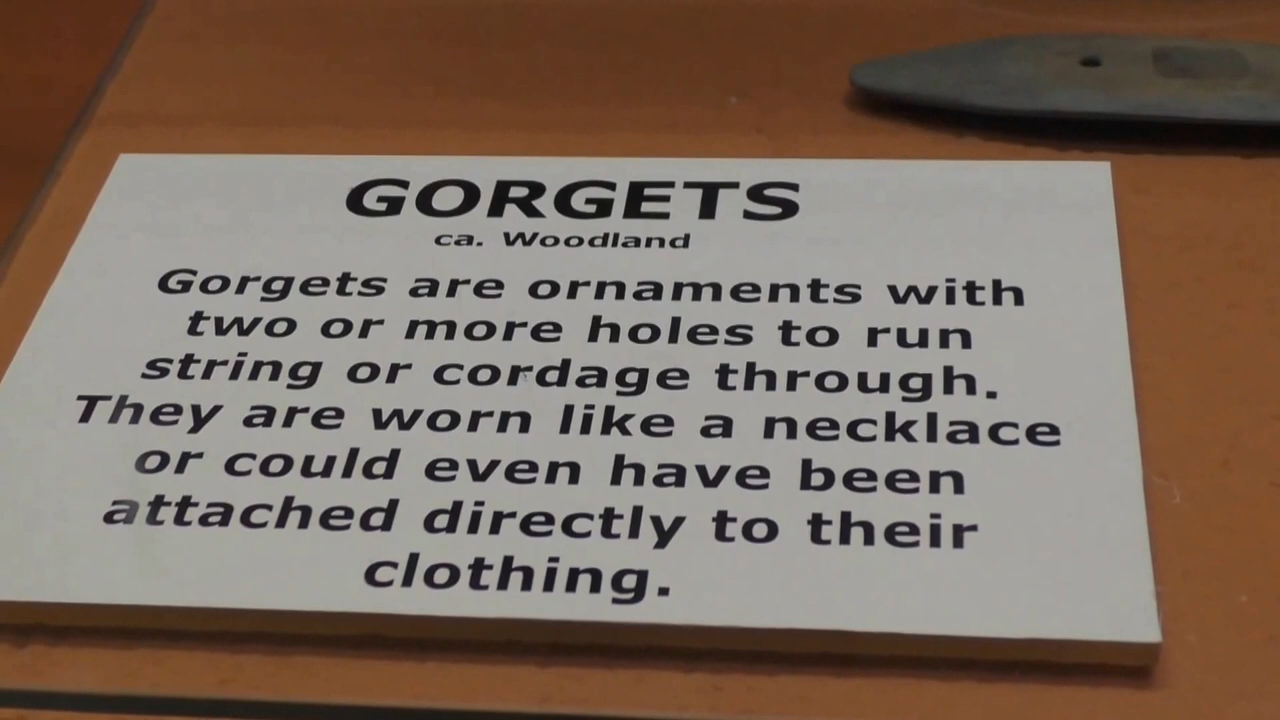 GORGETS
ca. Woodland
Gorgets are ornaments with
two or more holes to run
string or cordage through.
They are worn like a necklace
or could even have been
attached directly to their
clothing.